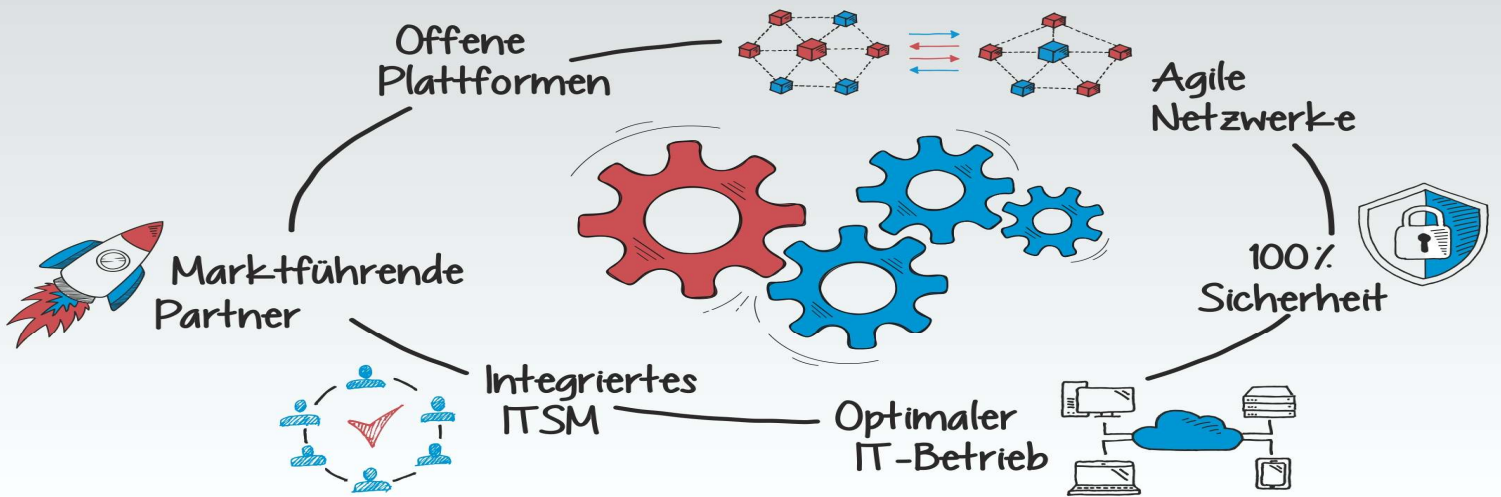 Offene
Plattformen
Agile
Netzwerke
100%
Sicherheit
Optimaler
IT-Betrieb
Integriertes
ITSM
Marktführende
Partner